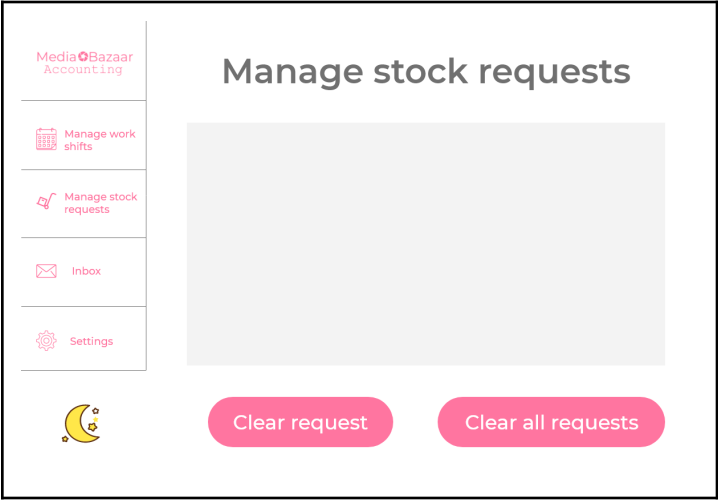 Media Bazaar
Accounting
Manage stock requests
Manage work
shifts
Manage stock
requests
Inbox
Settings
Clear request
Clear all requests